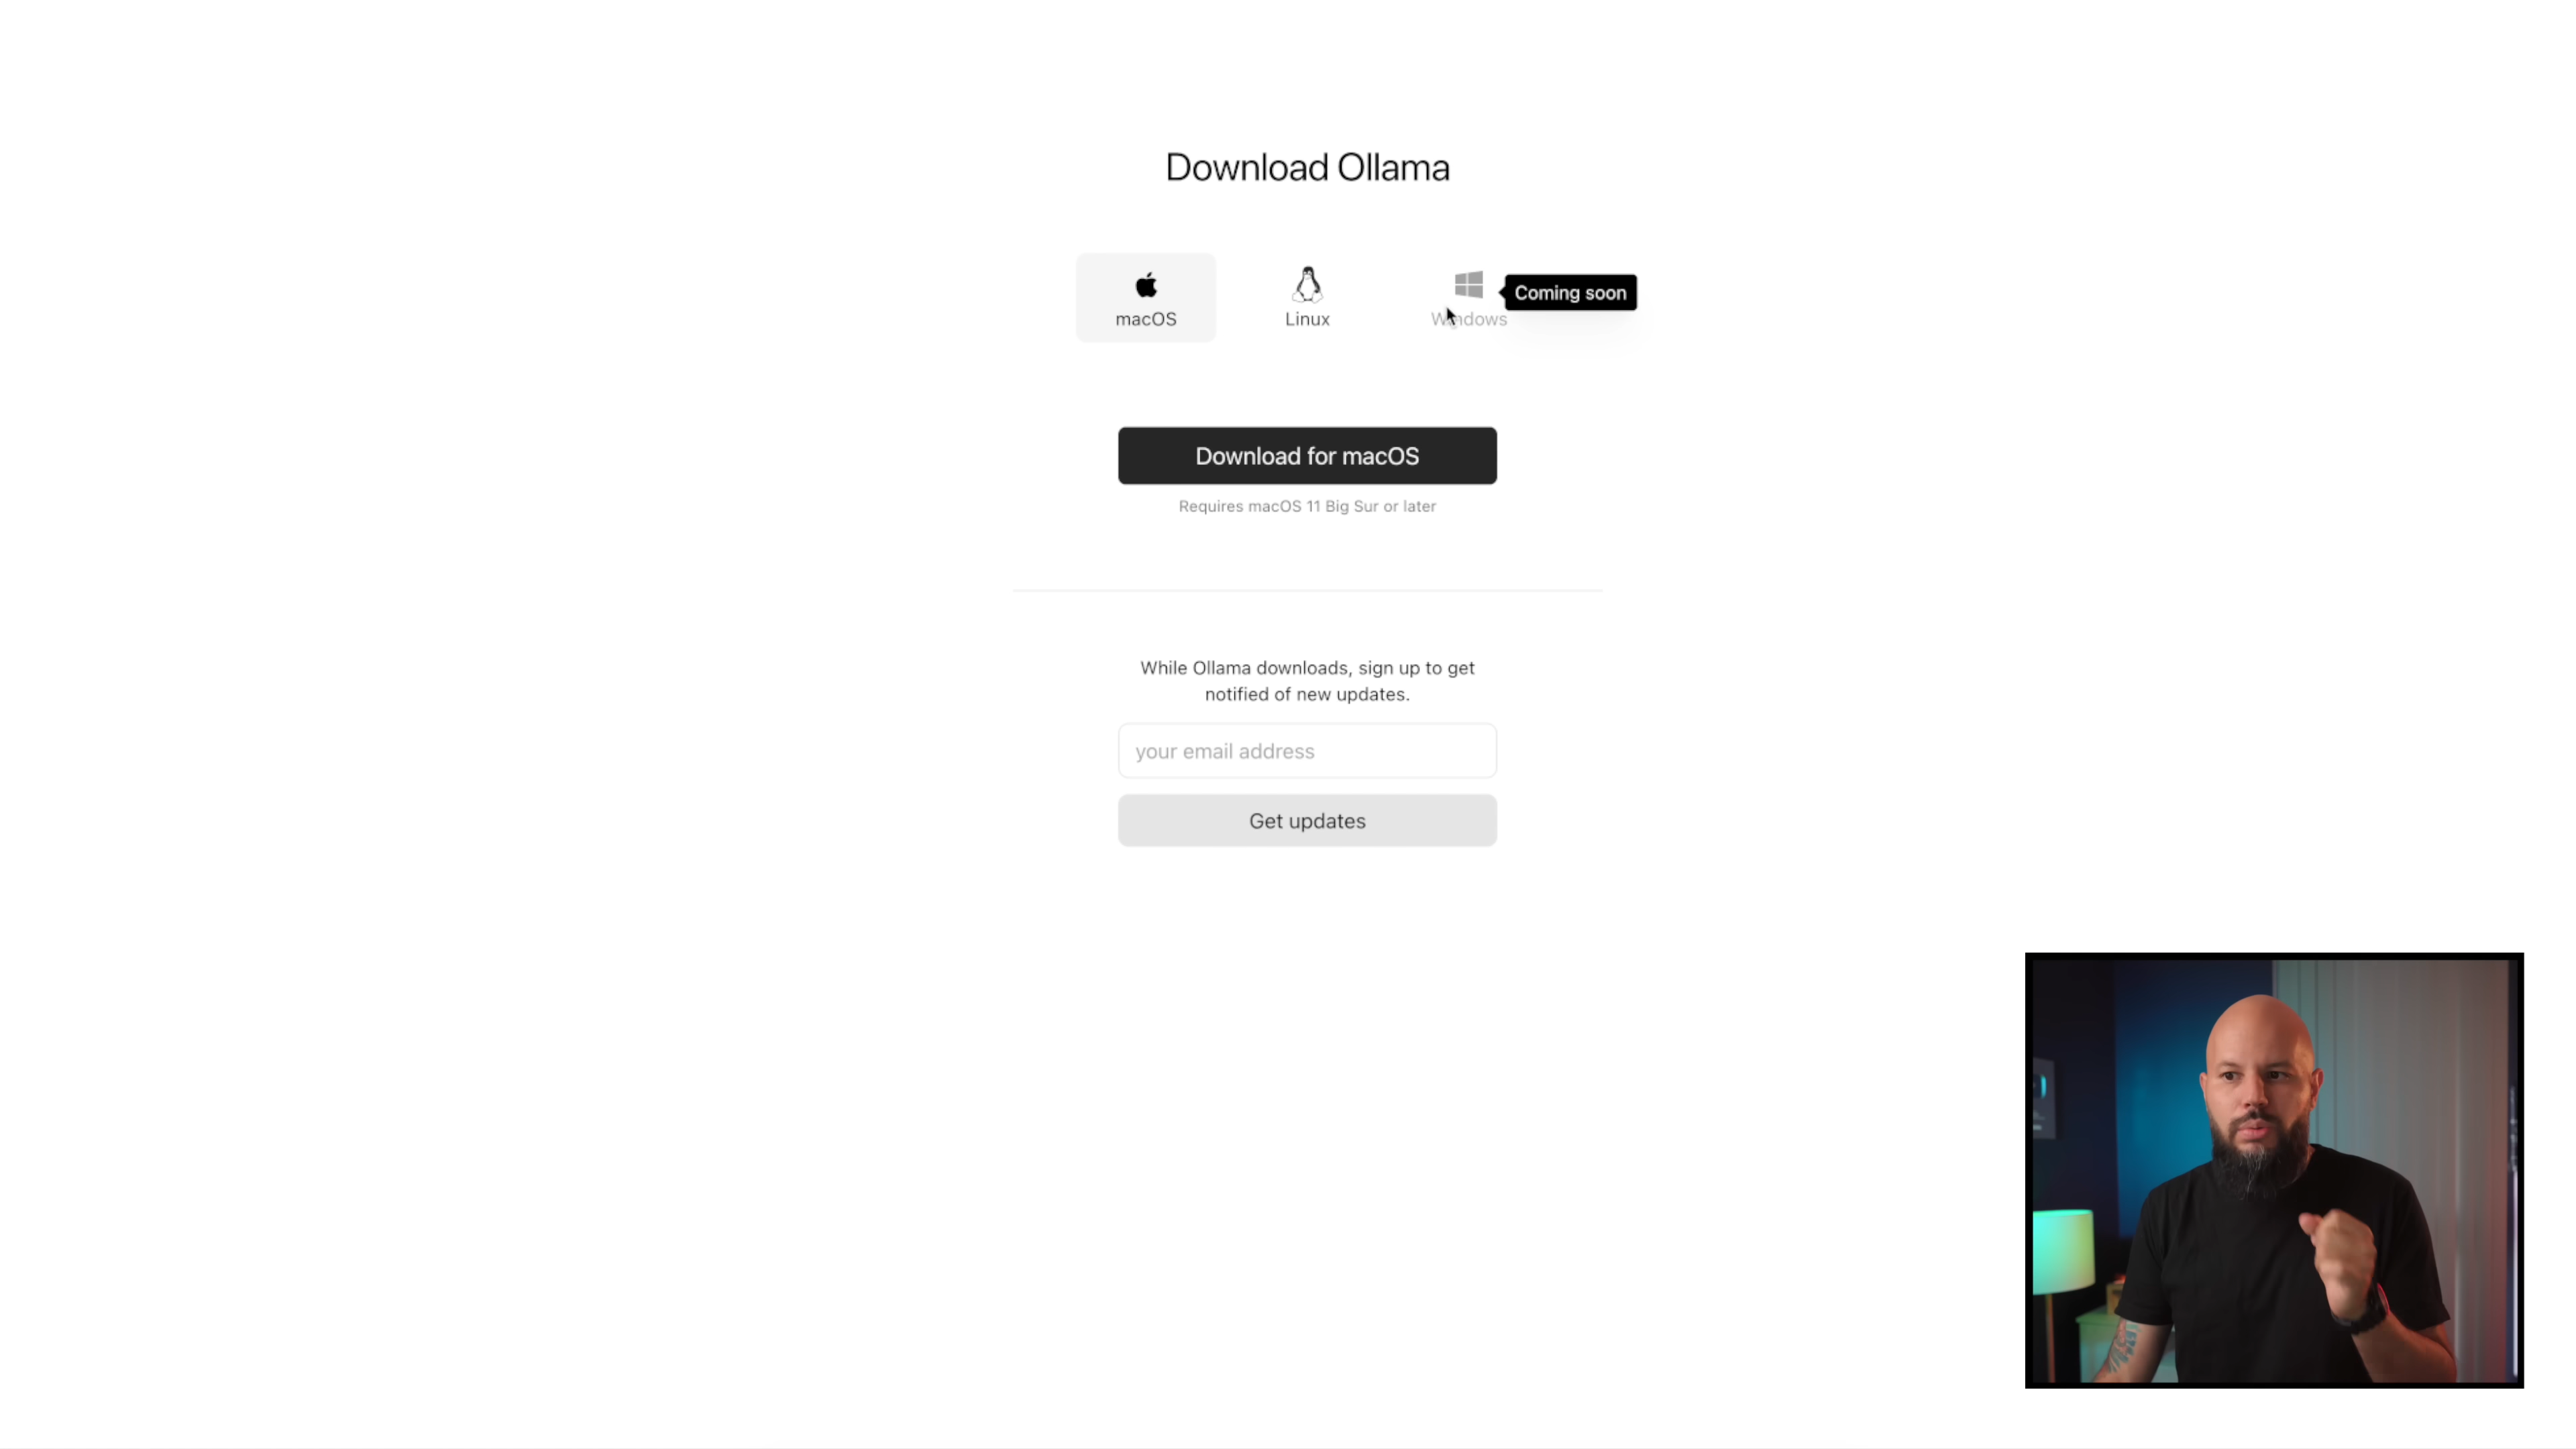 Download Ollama
macOS
Linux
Windows
Coming soon
Download for macOS
Requires macOS 11 Big Sur or later
While Ollama downloads, sign up to get
notified of new updates.
your email address
Get updates